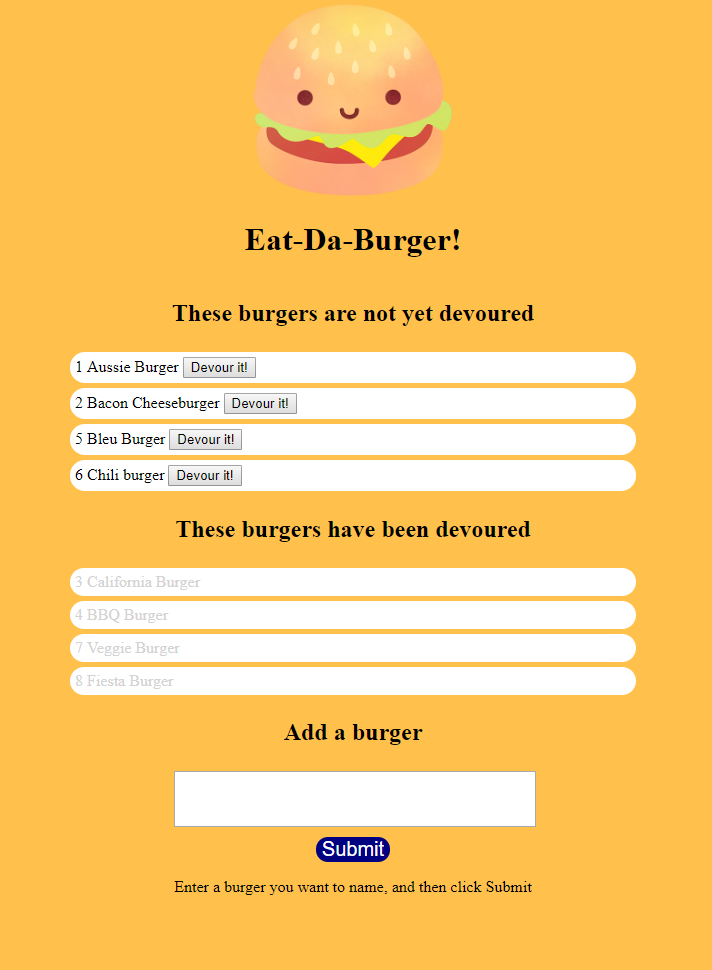 Eat-Da-Burger!
These burgers are not yet devoured
1 Aussie Burger Devour it!
2 Bacon Cheeseburger Devour it!
5 Bleu Burger Devour it!
6 Chili burger Devour it!
These burgers have been devoured
3 California Burger
4 BBQ Burger
7 Veggie Burger
8 Fiesta Burger
Add a burger
Submit
Enter a burger you want to name, and then click Submit